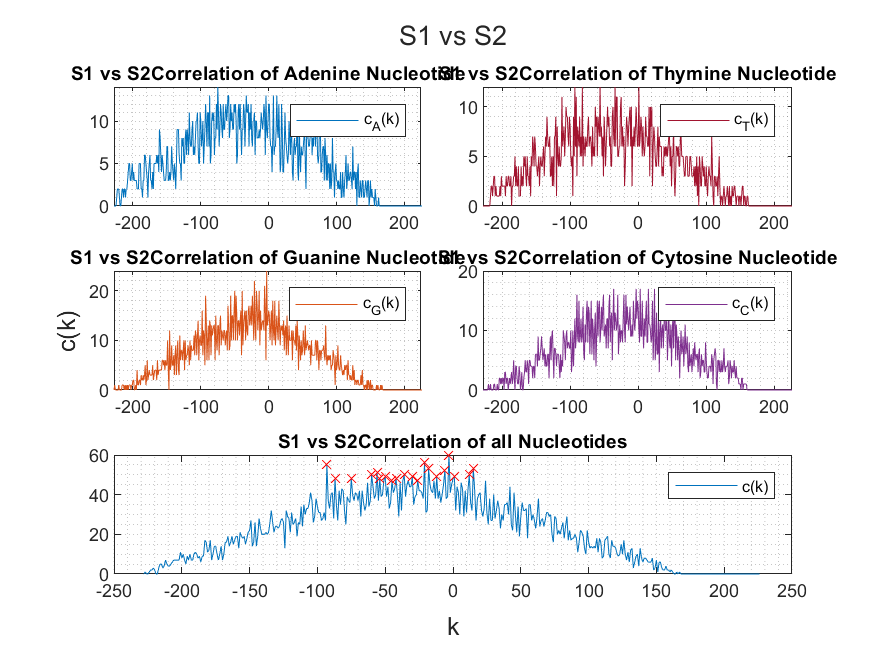 S1 vs S2
S1 vs S2Correlation of Adenine Nucleotide
10
5
0
-200 -100 0 100 200
c_A(k)
S1 vs S2Correlation of Thymine Nucleotide
10
5
0
-200 -100 0 100 200
c_T(k)
S1 vs S2Correlation of Guanine Nucleotide
20
10
0
-200 -100 0 100 200
c_G(k)
S1 vs S2Correlation of Cytosine Nucleotide
20
10
0
-200 -100 0 100 200
c_C(k)
c(k)
S1 vs S2Correlation of all Nucleotides
60
40
20
0
-250 -200 -150 -100 -50 0 50 100 150 200 250
c(k)
k